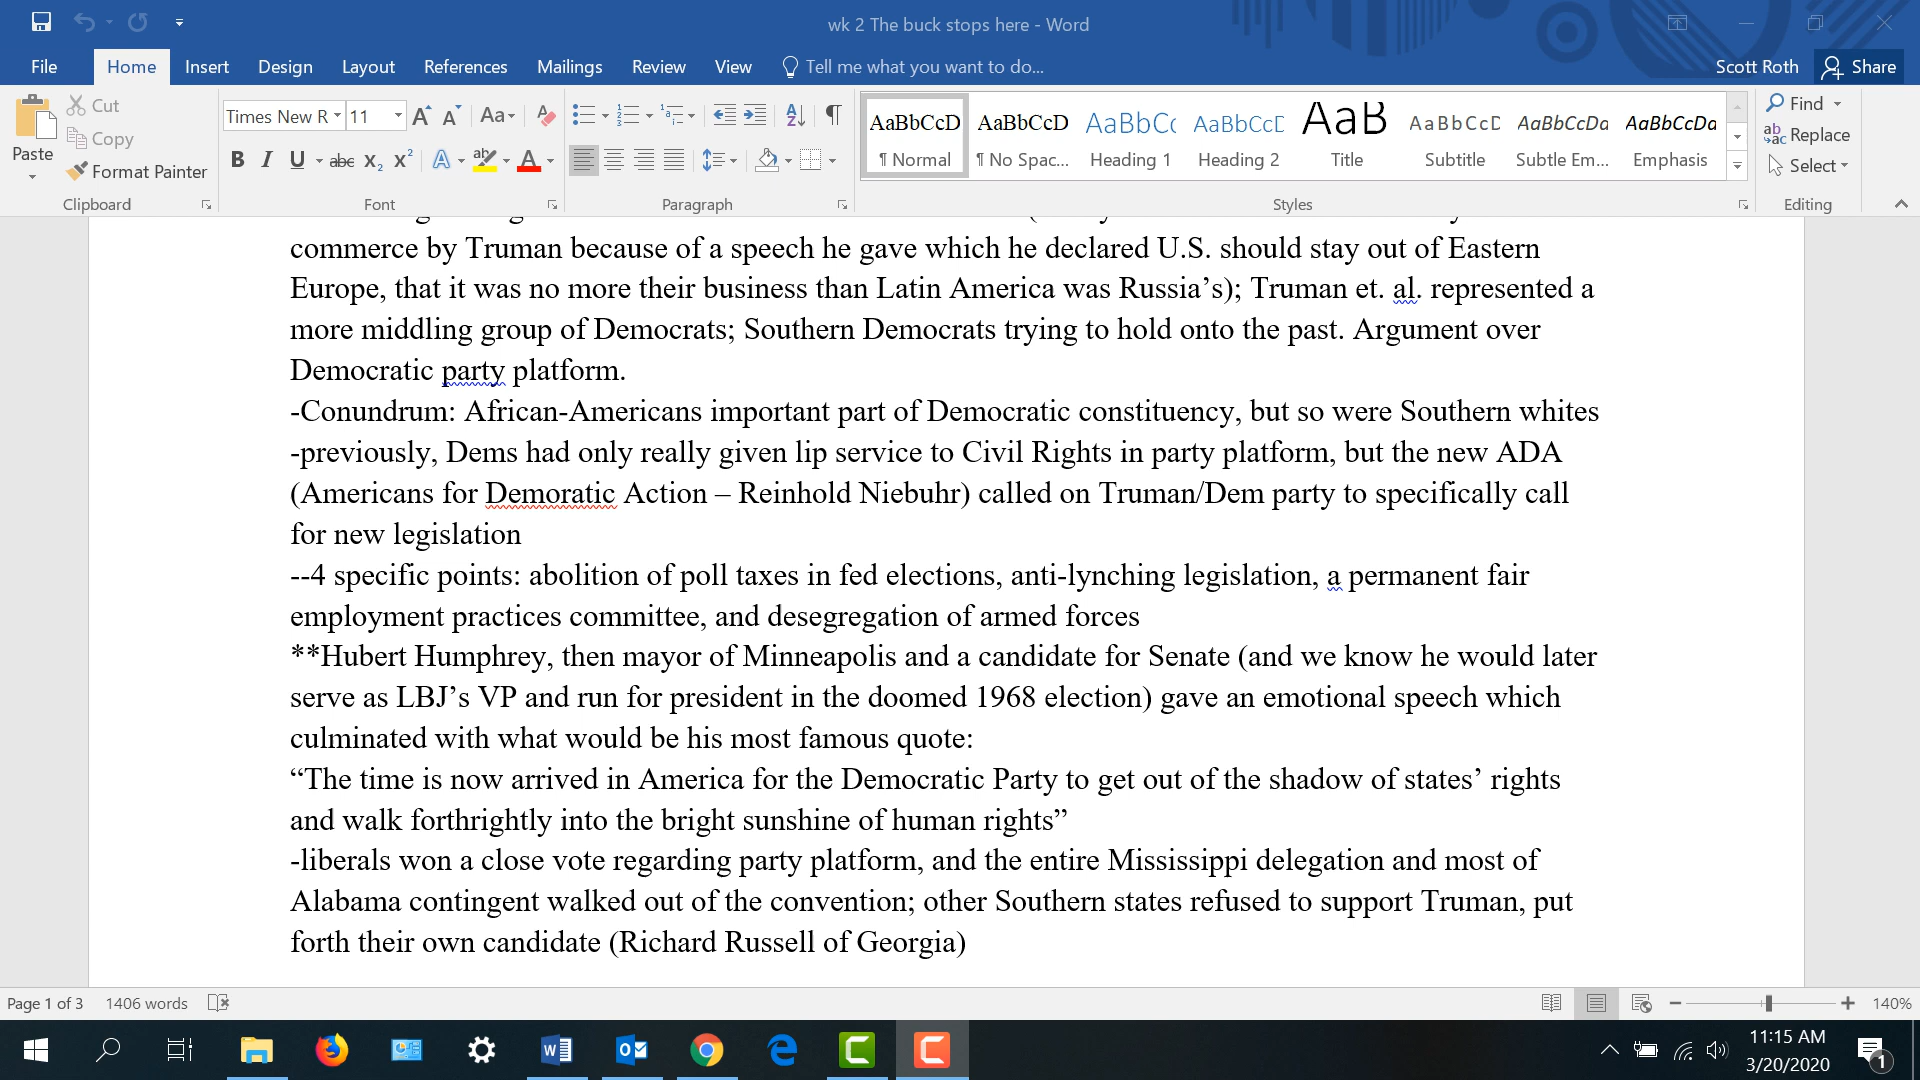 wk 2 The buck stops here - Word
File Home Insert Design Layout References Mailings Review View Tell me what you want to do... Scott Roth Share
Paste Cut Copy Format Painter Clipboard
Times New R 11 Font
Paragraph
AaBbCcD AaBbCcD AaBbCc AaBbCcD AaB AaBbCcD AaBbCcDa AaBbCcDa
¶ Normal ¶ No Spac... Heading 1 Heading 2 Title Subtitle Subtle Em... Emphasis
Styles
Find Replace Select Editing
commerce by Truman because of a speech he gave which he declared U.S. should stay out of Eastern
Europe, that it was no more their business than Latin America was Russia’s); Truman et. al. represented a
more middling group of Democrats; Southern Democrats trying to hold onto the past. Argument over
Democratic party platform.
-Conundrum: African-Americans important part of Democratic constituency, but so were Southern whites
-previously, Dems had only really given lip service to Civil Rights in party platform, but the new ADA
(Americans for Demoratic Action – Reinhold Niebuhr) called on Truman/Dem party to specifically call
for new legislation
--4 specific points: abolition of poll taxes in fed elections, anti-lynching legislation, a permanent fair
employment practices committee, and desegregation of armed forces
**Hubert Humphrey, then mayor of Minneapolis and a candidate for Senate (and we know he would later
serve as LBJ’s VP and run for president in the doomed 1968 election) gave an emotional speech which
culminated with what would be his most famous quote:
“The time is now arrived in America for the Democratic Party to get out of the shadow of states’ rights
and walk forthrightly into the bright sunshine of human rights”
-liberals won a close vote regarding party platform, and the entire Mississippi delegation and most of
Alabama contingent walked out of the convention; other Southern states refused to support Truman, put
forth their own candidate (Richard Russell of Georgia)
Page 1 of 3 1406 words 140%
11:15 AM
3/20/2020
1